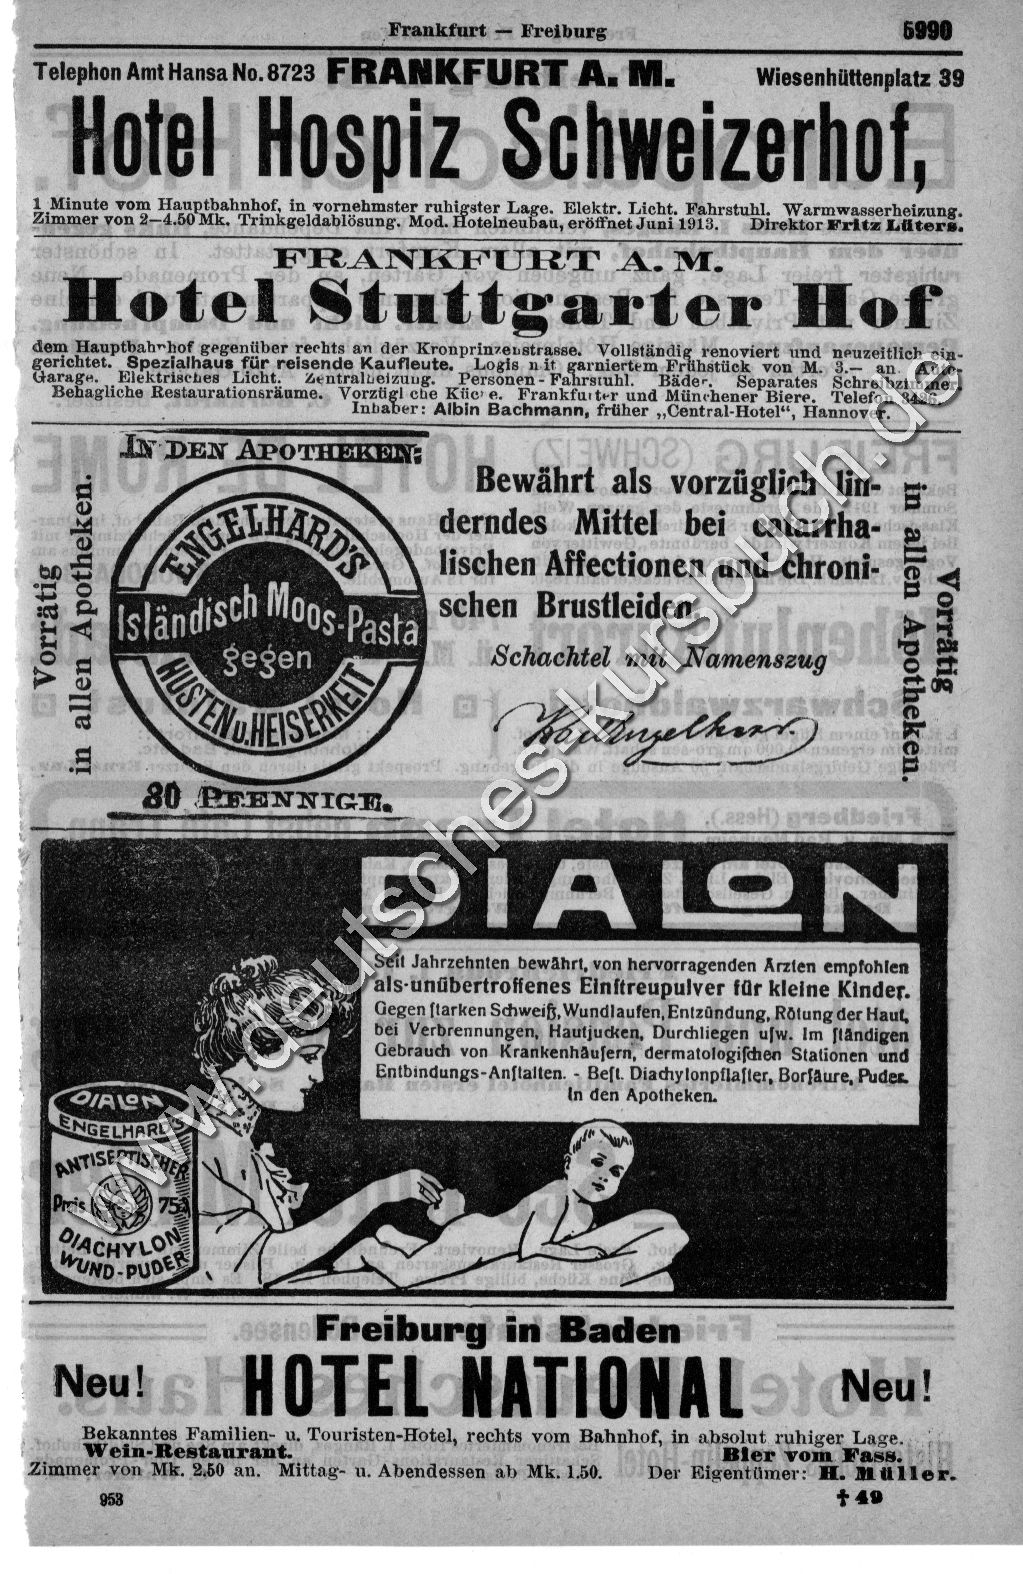 Frankfurt — Freiburg
5990
Telephon Amt Hansa No. 8723 FRANKFURT A. M. Wiesenhüttenplatz 39
Hotel Hospiz Schweizerhof,
1 Minute vom Hauptbahnhof, in vornehmster ruhigster Lage. Elektr. Licht. Fahrstuhl. Warmwasserheizung.
Zimmer von 2—4.50 Mk. Trinkgeldablösung. Mod. Hotelneubau, eröffnet Juni 1913. Direktor Fritz Lüters.
FRANKFURT A. M.
Hotel Stuttgarter Hof
dem Hauptbahnhof gegenüber rechts an der Kronprinzenstrasse. Vollständig renoviert und neuzeitlich ein-
gerichtet. Spezialhaus für reisende Kaufleute. Logis mit garniertem Frühstück von M. 3.— an. Auto-
Garage. Elektrisches Licht. Zentralheizung. Personen-Fahrstuhl. Bäder. Separates Schreibzimmer.
Behagliche Restaurationsräume. Vorzügliche Küche. Frankfurter und Münchener Biere. Telefon 3426.
Inhaber: Albin Bachmann, früher „Central-Hotel“, Hannover.
IN DEN APOTHEKEN:
Vorrätig
in allen Apotheken.
ENGELHARD'S
Isländisch Moos-Pasta
gegen
HUSTEN u. HEISERKEIT
80 PFENNIGE.
Bewährt als vorzüglich lin-
derndes Mittel bei catarrha-
lischen Affectionen und chroni-
schen Brustleiden.
Schachtel mit Namenszug
Karl Engelhard.
Vorrätig
in allen Apotheken.
DIALON
Seit Jahrzehnten bewährt, von hervorragenden Ärzten empfohlen
als unübertroffenes Einstreupulver für kleine Kinder.
Gegen starken Schweiß, Wundlaufen, Entzündung, Rötung der Haut,
bei Verbrennungen, Hautjucken, Durchliegen usw. Im ständigen
Gebrauch von Krankenhäusern, dermatologischen Stationen und
Entbindungs-Anstalten. - Best. Diachylonpflaster, Borsäure, Puder.
In den Apotheken.
DIALON
ENGELHARD'S
ANTISEPTISCHER
Preis 75
DIACHYLON
WUND-PUDER
Freiburg in Baden
Neu! HOTEL NATIONAL Neu!
Bekanntes Familien- u. Touristen-Hotel, rechts vom Bahnhof, in absolut ruhiger Lage.
Wein-Restaurant. Bier vom Fass.
Zimmer von Mk. 2.50 an. Mittag- u. Abendessen ab Mk. 1.50. Der Eigentümer: H. Müller.
953
† 49
www.deutsches-kursbuch.de